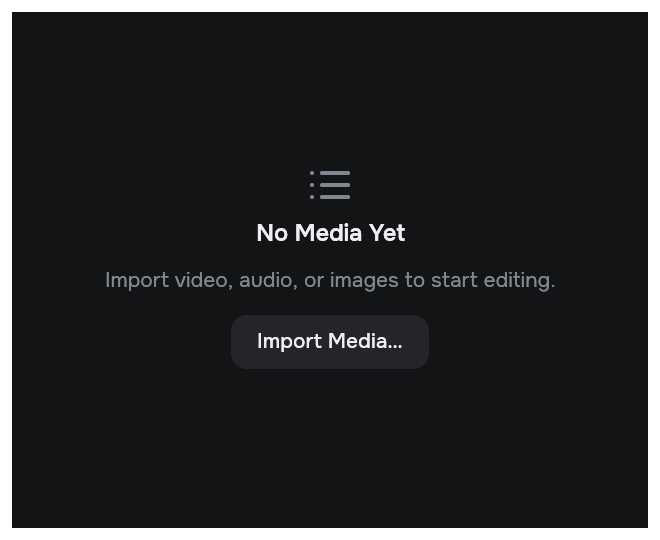 No Media Yet
Import video, audio, or images to start editing.
Import Media...